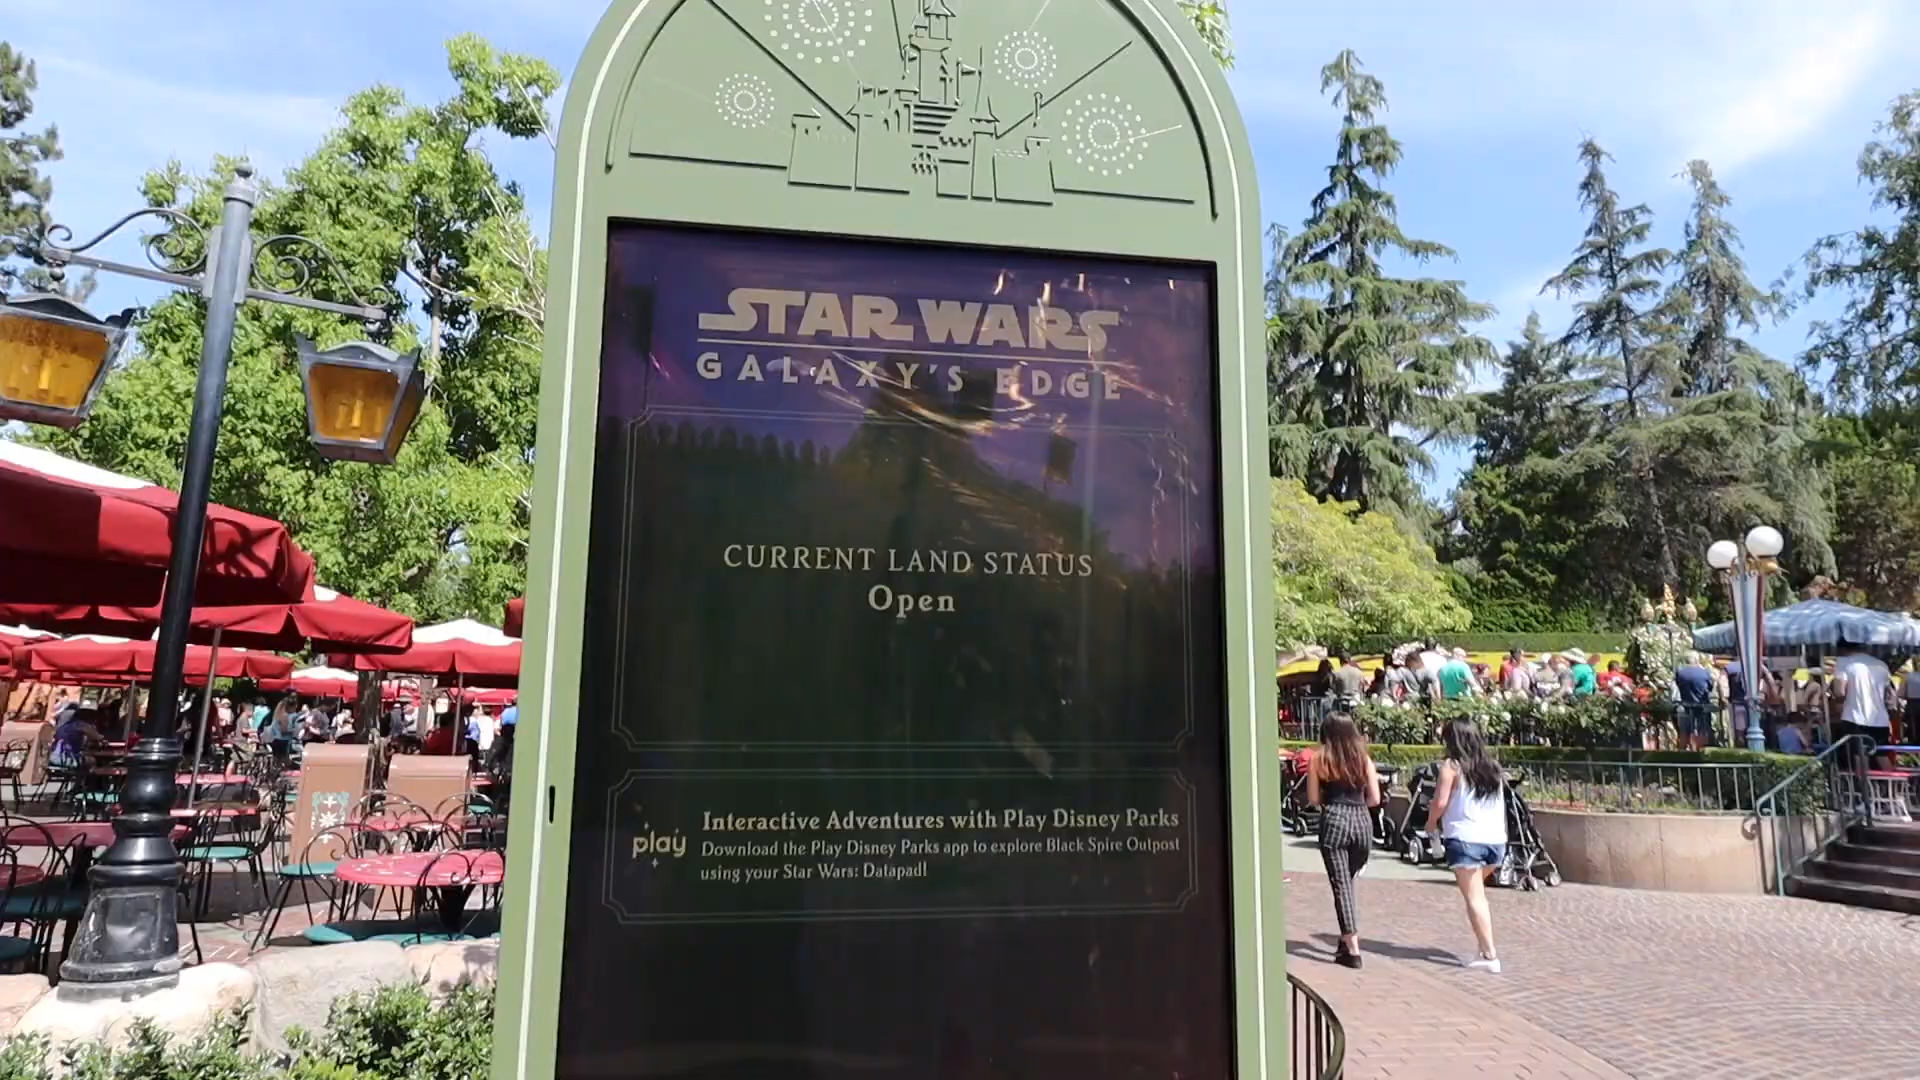 STAR WARS
GALAXY'S EDGE
CURRENT LAND STATUS
Open
play
Interactive Adventures with Play Disney Parks
Download the Play Disney Parks app to explore Black Spire Outpost
using your Star Wars: Datapad!